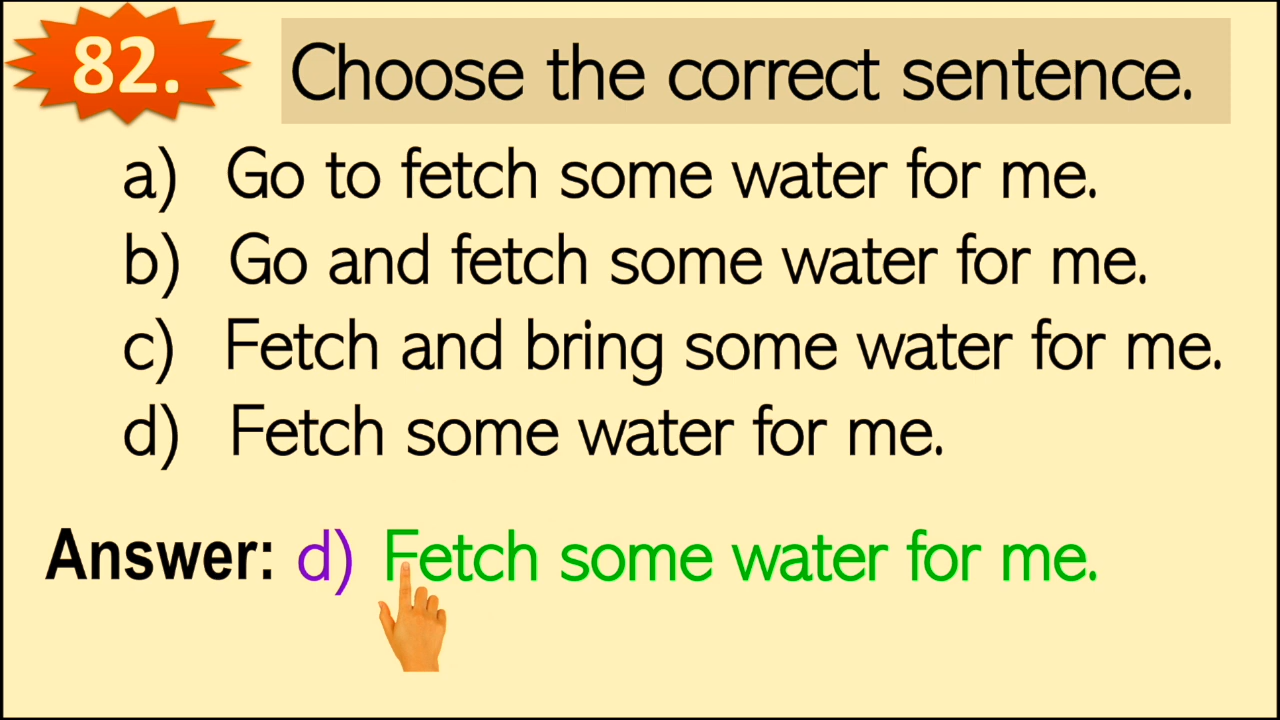 82. Choose the correct sentence.
a) Go to fetch some water for me.
b) Go and fetch some water for me.
c) Fetch and bring some water for me.
d) Fetch some water for me.
Answer: d) Fetch some water for me.